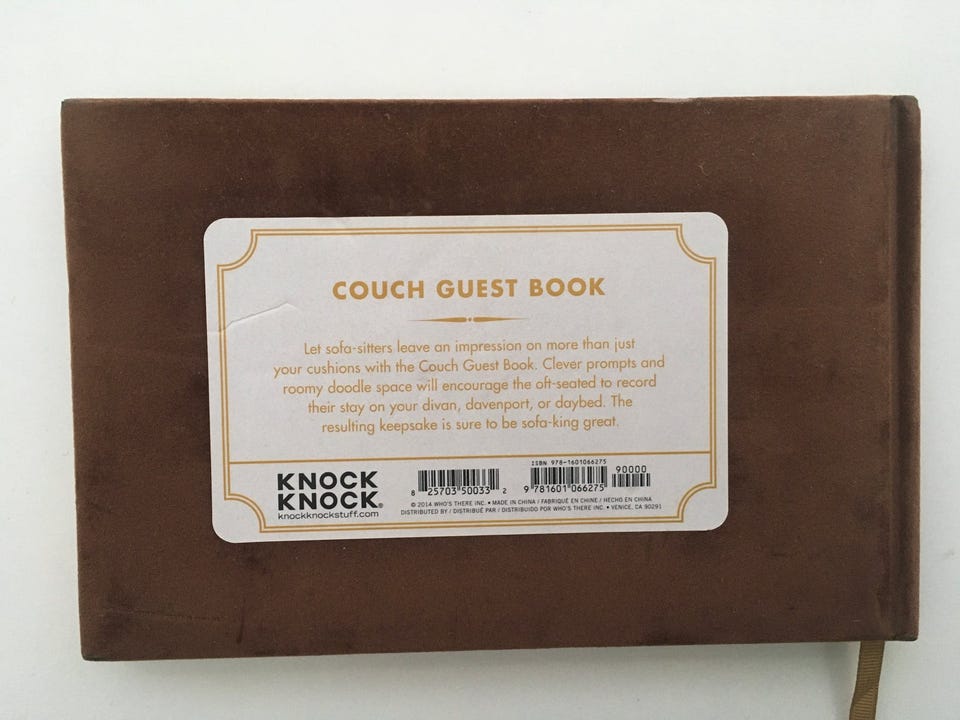 COUCH GUEST BOOK
Let sofa-sitters leave an impression on more than just
your cushions with the Couch Guest Book. Clever prompts and
roomy doodle space will encourage the oft-seated to record
their stay on your divan, davenport, or daybed. The
resulting keepsake is sure to be sofa-king great.
KNOCK
KNOCK®
knockknockstuff.com
8 25703 50033 2
ISBN 978-1601066275
9 781601 066275
90000
© 2014 WHO'S THERE INC. • MADE IN CHINA / FABRIQUÉ EN CHINE / HECHO EN CHINA
DISTRIBUTED BY / DISTRIBUÉ PAR / DISTRIBUIDO POR WHO'S THERE INC. • VENICE, CA 90291